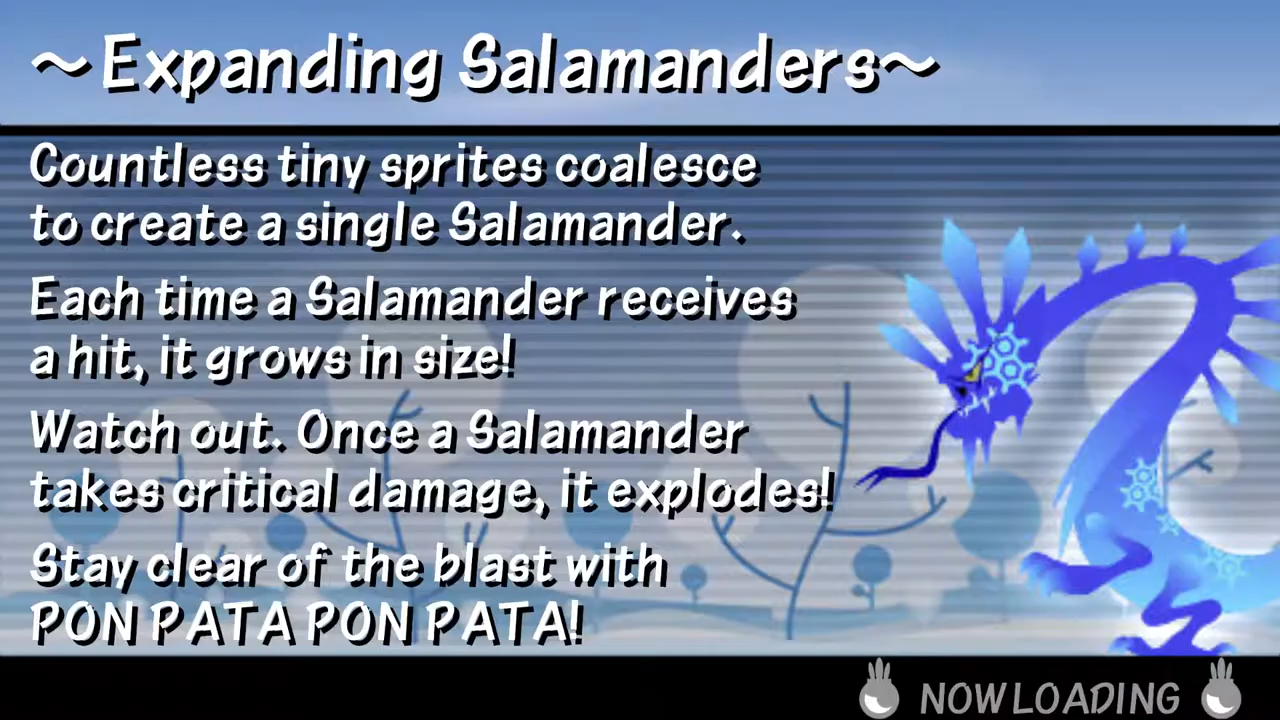 ~Expanding Salamanders~
Countless tiny sprites coalesce
to create a single Salamander.
Each time a Salamander receives
a hit, it grows in size!
Watch out. Once a Salamander
takes critical damage, it explodes!
Stay clear of the blast with
PON PATA PON PATA!
NOW LOADING